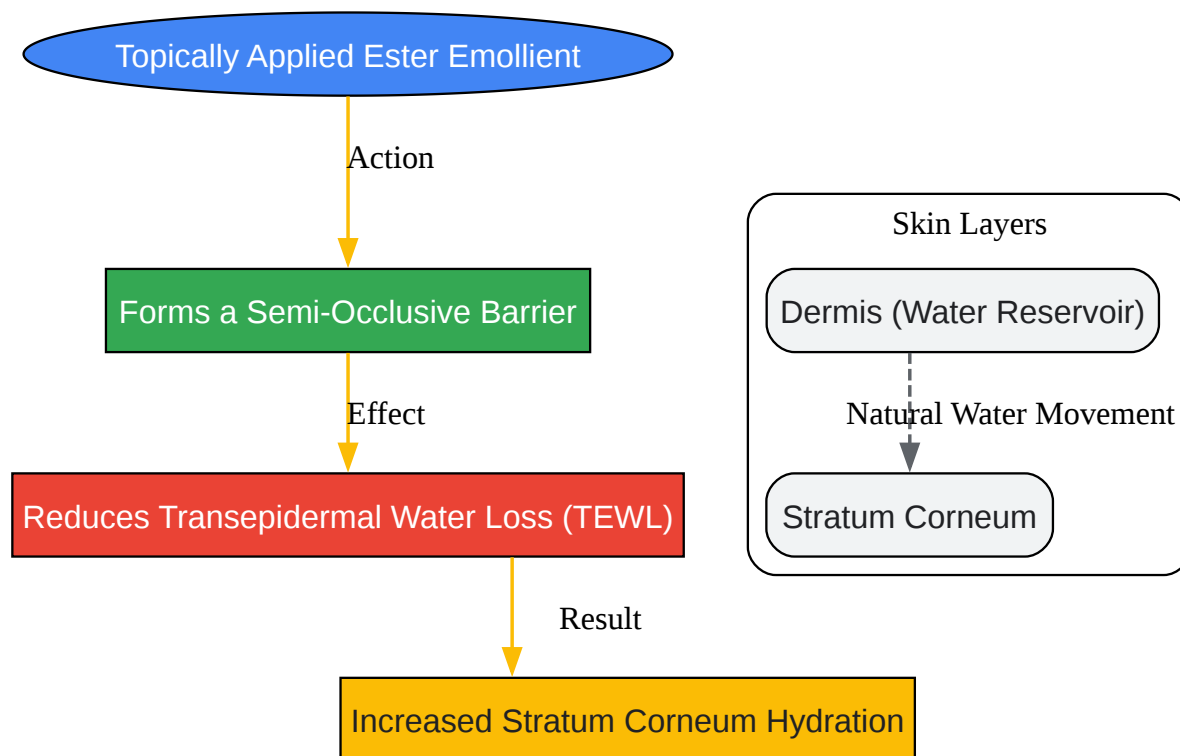 Topically Applied Ester Emollient
Action
Forms a Semi-Occlusive Barrier
Effect
Reduces Transepidermal Water Loss (TEWL)
Result
Increased Stratum Corneum Hydration
Skin Layers
Dermis (Water Reservoir)
Natural Water Movement
Stratum Corneum